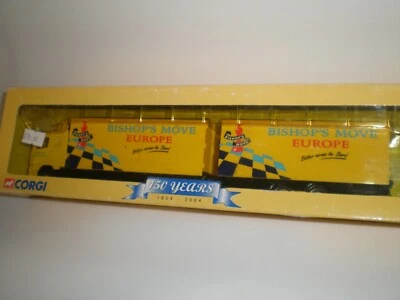 BISHOP'S MOVE
EUROPE
BISHOP'S MOVE
EUROPE
CORGI
150 YEARS
1854 - 2004